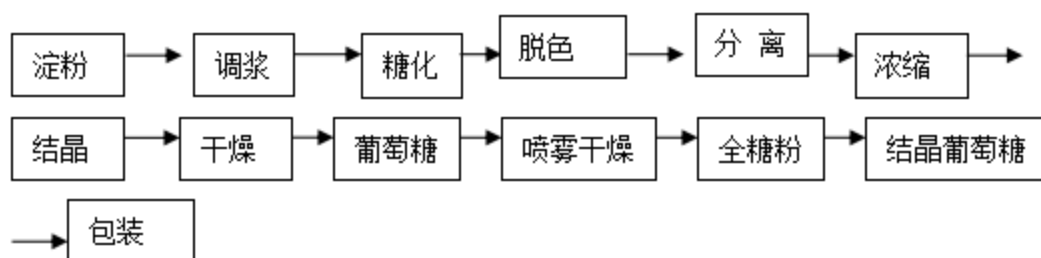 淀粉 调浆 糖化 脱色 分 离 浓缩
结晶 干燥 葡萄糖 喷雾干燥 全糖粉 结晶葡萄糖
包装